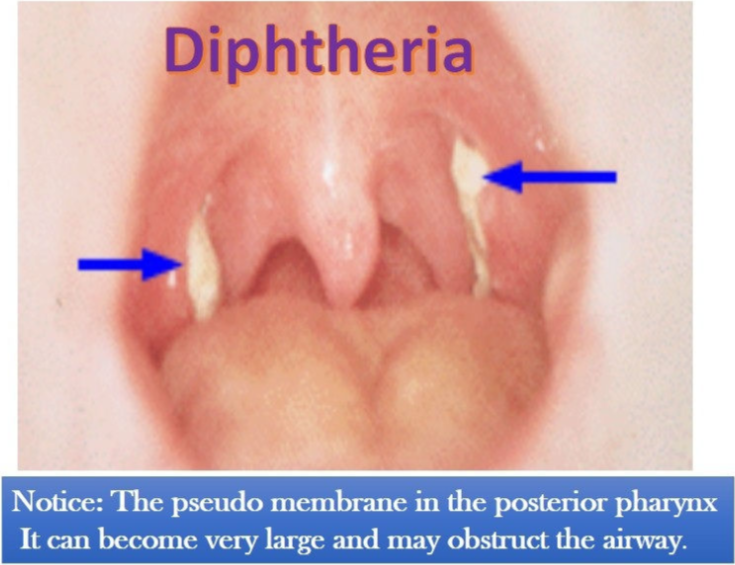 Diphtheria
Notice: The pseudo membrane in the posterior pharynx
It can become very large and may obstruct the airway.